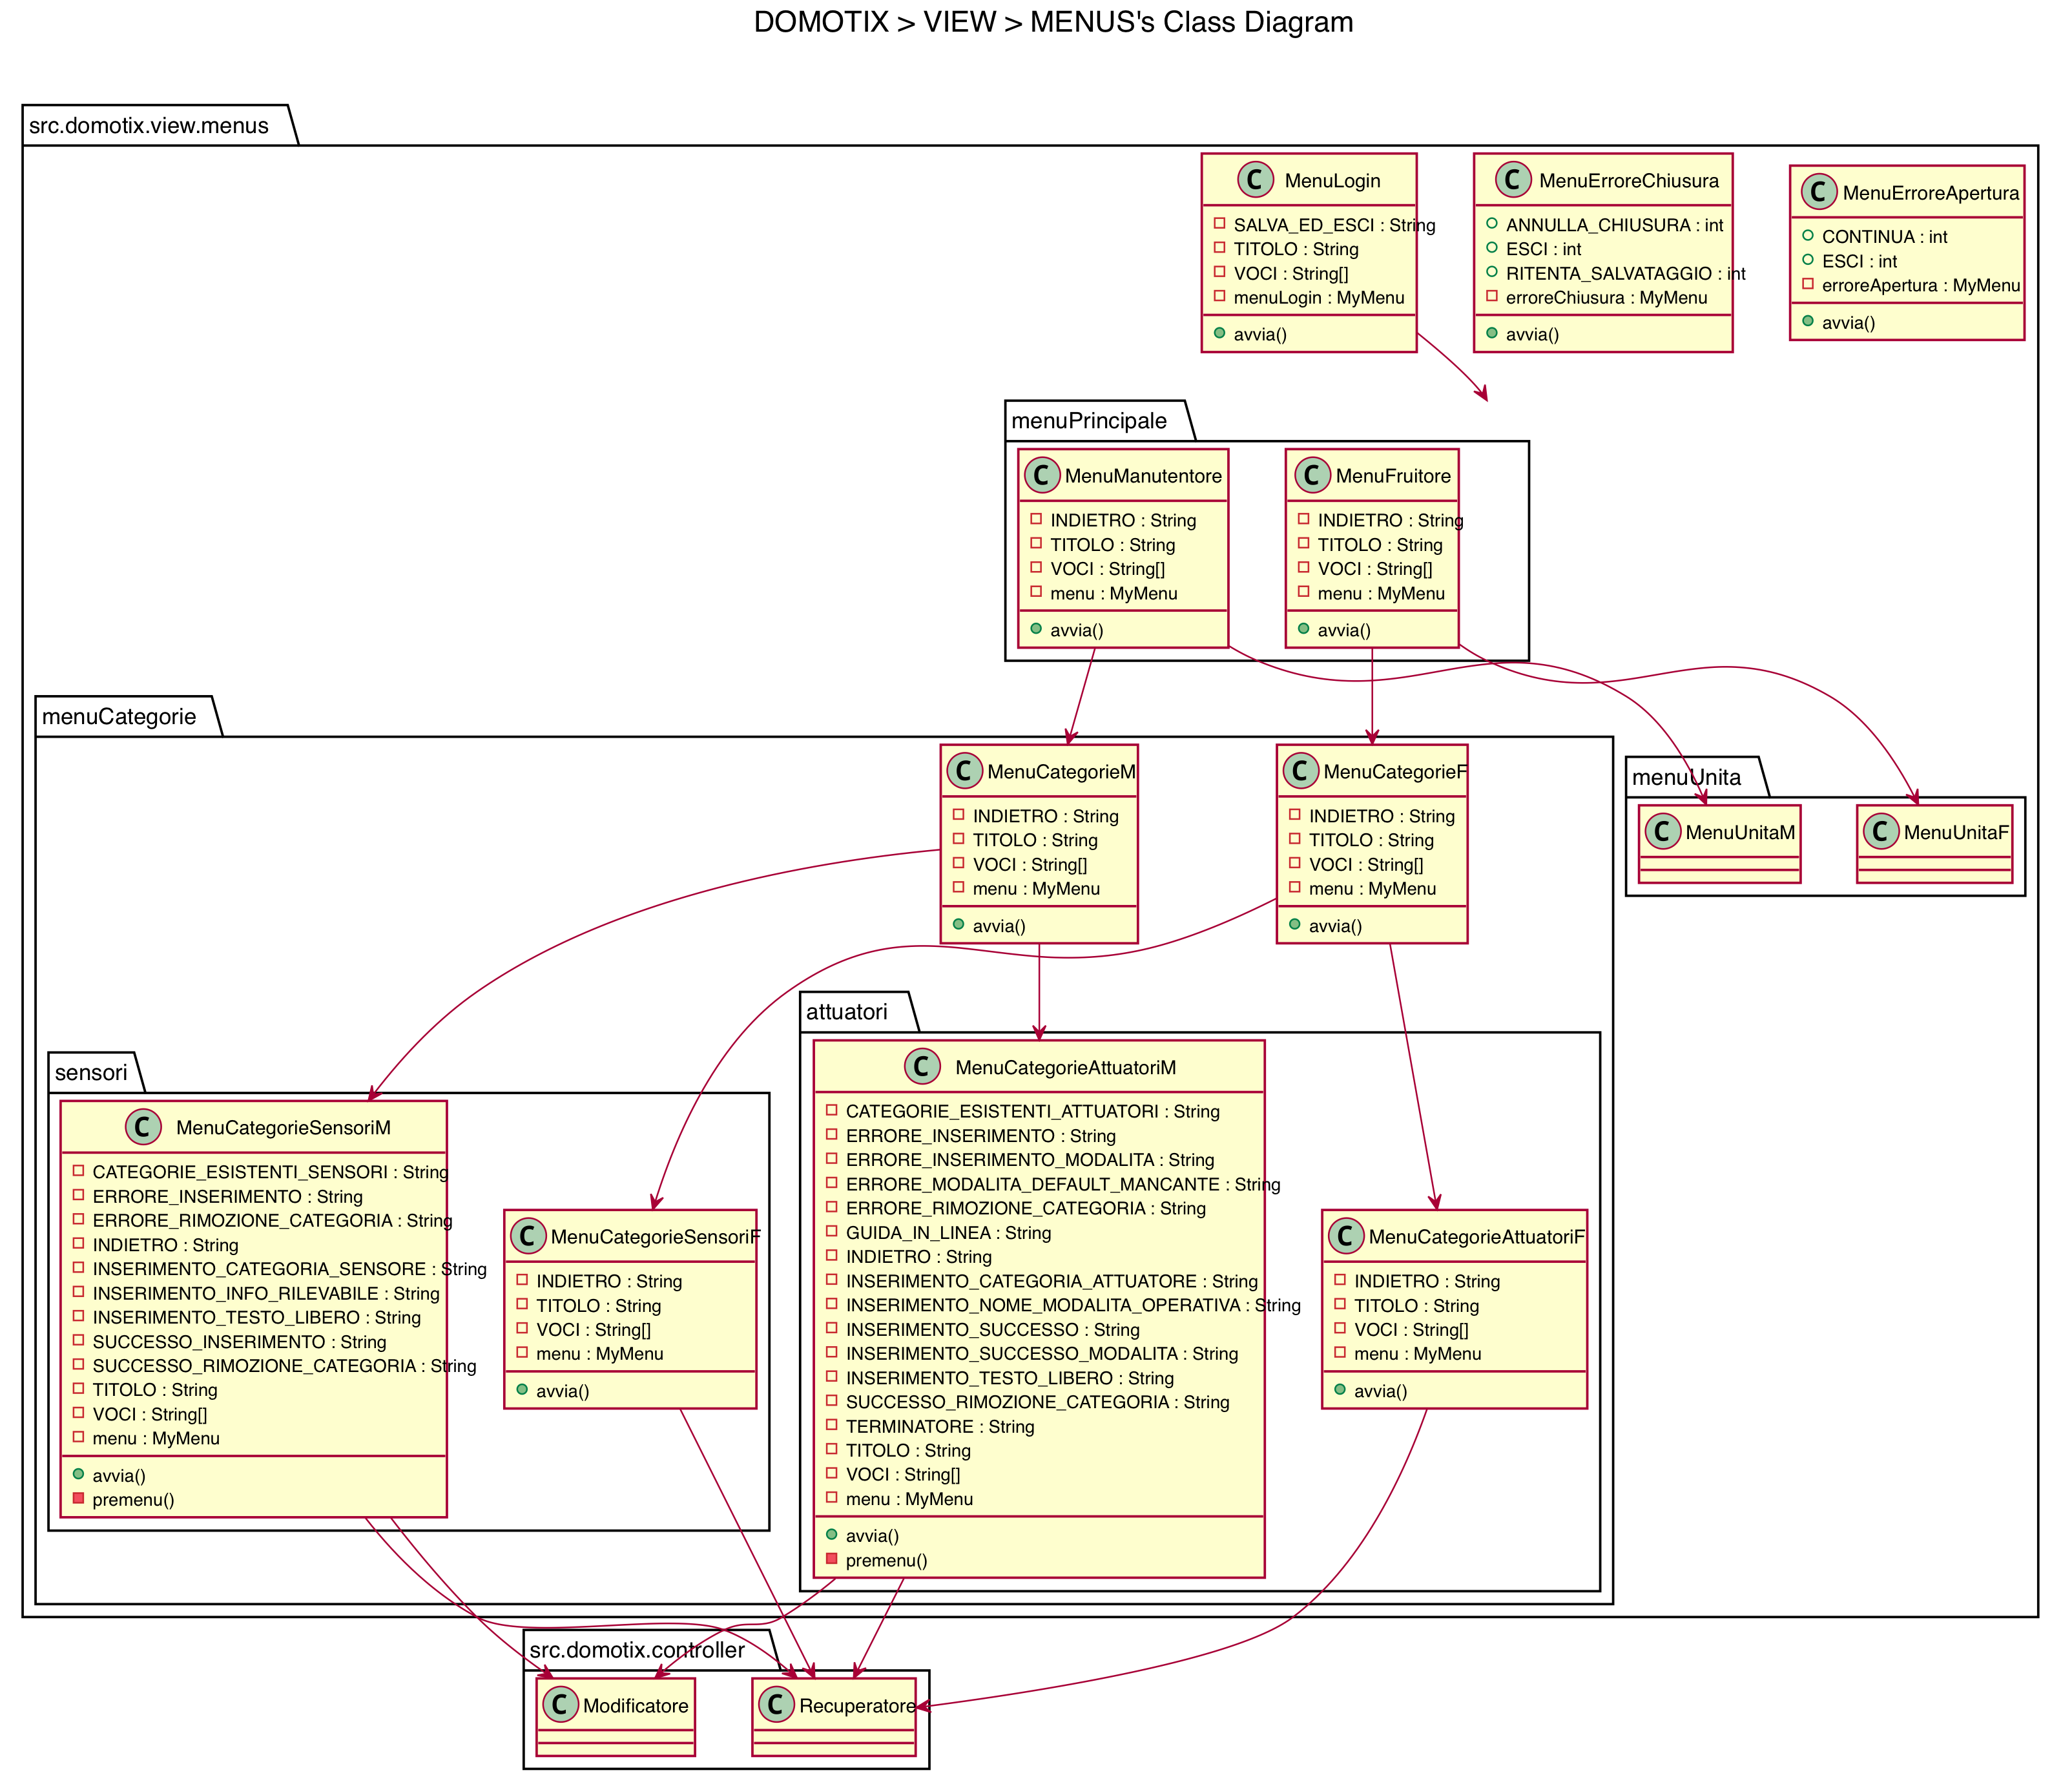 DOMOTIX > VIEW > MENUS's Class Diagram
src.domotix.view.menus
C MenuLogin
SALVA_ED_ESCI : String
TITOLO : String
VOCI : String[]
menuLogin : MyMenu
avvia()
C MenuErroreChiusura
ANNULLA_CHIUSURA : int
ESCI : int
RITENTA_SALVATAGGIO : int
erroreChiusura : MyMenu
avvia()
C MenuErroreApertura
CONTINUA : int
ESCI : int
erroreApertura : MyMenu
avvia()
menuPrincipale
C MenuManutentore
INDIETRO : String
TITOLO : String
VOCI : String[]
menu : MyMenu
avvia()
C MenuFruitore
INDIETRO : String
TITOLO : String
VOCI : String[]
menu : MyMenu
avvia()
menuCategorie
C MenuCategorieM
INDIETRO : String
TITOLO : String
VOCI : String[]
menu : MyMenu
avvia()
C MenuCategorieF
INDIETRO : String
TITOLO : String
VOCI : String[]
menu : MyMenu
avvia()
menuUnita
C MenuUnitaM
C MenuUnitaF
sensori
C MenuCategorieSensoriM
CATEGORIE_ESISTENTI_SENSORI : String
ERRORE_INSERIMENTO : String
ERRORE_RIMOZIONE_CATEGORIA : String
INDIETRO : String
INSERIMENTO_CATEGORIA_SENSORE : String
INSERIMENTO_INFO_RILEVABILE : String
INSERIMENTO_TESTO_LIBERO : String
SUCCESSO_INSERIMENTO : String
SUCCESSO_RIMOZIONE_CATEGORIA : String
TITOLO : String
VOCI : String[]
menu : MyMenu
avvia()
premenu()
C MenuCategorieSensoriF
INDIETRO : String
TITOLO : String
VOCI : String[]
menu : MyMenu
avvia()
attuatori
C MenuCategorieAttuatoriM
CATEGORIE_ESISTENTI_ATTUATORI : String
ERRORE_INSERIMENTO : String
ERRORE_INSERIMENTO_MODALITA : String
ERRORE_MODALITA_DEFAULT_MANCANTE : String
ERRORE_RIMOZIONE_CATEGORIA : String
GUIDA_IN_LINEA : String
INDIETRO : String
INSERIMENTO_CATEGORIA_ATTUATORE : String
INSERIMENTO_NOME_MODALITA_OPERATIVA : String
INSERIMENTO_SUCCESSO : String
INSERIMENTO_SUCCESSO_MODALITA : String
INSERIMENTO_TESTO_LIBERO : String
SUCCESSO_RIMOZIONE_CATEGORIA : String
TERMINATORE : String
TITOLO : String
VOCI : String[]
menu : MyMenu
avvia()
premenu()
C MenuCategorieAttuatoriF
INDIETRO : String
TITOLO : String
VOCI : String[]
menu : MyMenu
avvia()
src.domotix.controller
C Modificatore
C Recuperatore